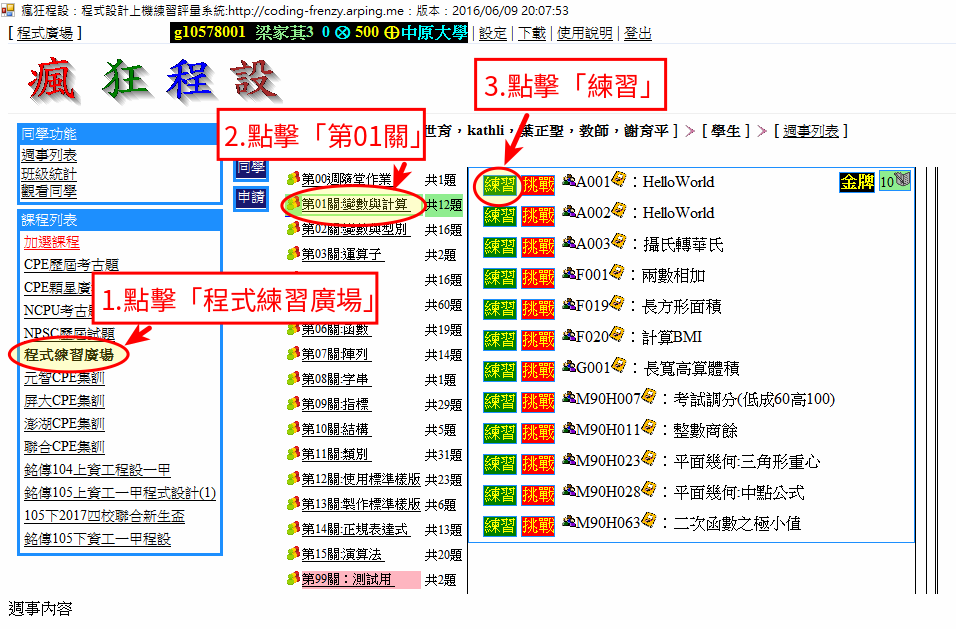 瘋狂程設：程式設計上機練習評量系統:http://coding-frenzy.arping.me：版本：2016/06/09 20:07:53
[ 程式廣場 ]
g10578001 梁家萁3 0 ⊗ 500 ⊕中原大學 | 設定 | 下載 | 使用說明 | 登出
瘋狂程設
3.點擊「練習」
2.點擊「第01關」
世育，kathli，葉正聖，教師，謝育平 ] > [ 學生 ] > [ 週事列表 ]
同學功能
週事列表
班級統計
觀看同學
課程列表
加選課程
CPE歷屆考古題
CPE顆星廣
NCPU考古
NPSC歷屆試題
1.點擊「程式練習廣場」
程式練習廣場
元智CPE集訓
屏大CPE集訓
澎湖CPE集訓
聯合CPE集訓
銘傳104上資工程設一甲
銘傳105上資工一甲程式設計(1)
105下2017四校聯合新生盃
銘傳105下資工一甲程設
同學
申請
第00週隨堂作業 共1題
第01關:變數與計算 共12題
第02關:變數與型別 共16題
第03關:運算子 共2題
共16題
共60題
第06關:函數 共19題
第07關:陣列 共14題
第08關:字串 共1題
第09關:指標 共29題
第10關:結構 共5題
第11關:類別 共31題
第12關:使用標準樣版 共23題
第13關:製作標準樣版 共6題
第14關:正規表達式 共13題
第15關:演算法 共20題
第99關：測試用 共2題
練習 挑戰 A001：HelloWorld 金牌 10
練習 挑戰 A002：HelloWorld
練習 挑戰 A003：攝氏轉華氏
練習 挑戰 F001：兩數相加
練習 挑戰 F019：長方形面積
練習 挑戰 F020：計算BMI
練習 挑戰 G001：長寬高算體積
練習 挑戰 M90H007：考試調分(低成60高100)
練習 挑戰 M90H011：整數商餘
練習 挑戰 M90H023：平面幾何:三角形重心
練習 挑戰 M90H028：平面幾何:中點公式
練習 挑戰 M90H063：二次函數之極小值
週事內容